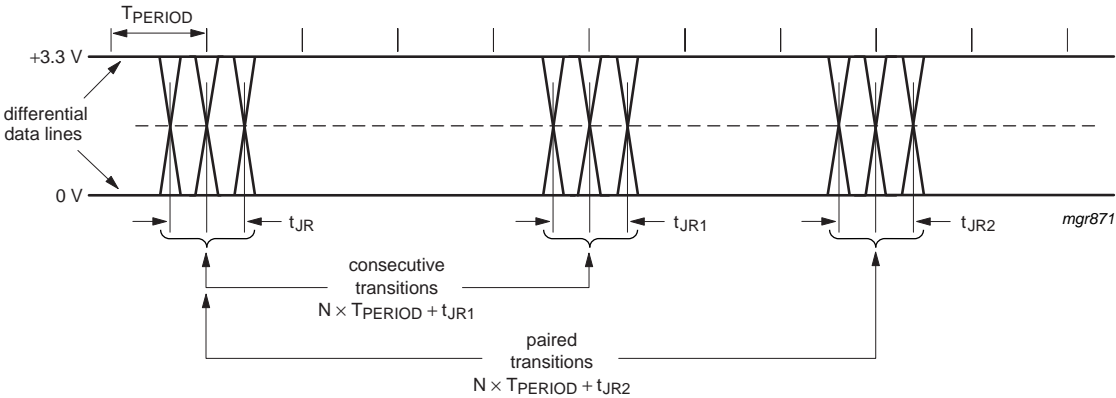 TPERIOD
+3.3 V
differential
data lines
0 V
tJR
tJR1
tJR2
mgr871
consecutive
transitions
N × TPERIOD + tJR1
paired
transitions
N × TPERIOD + tJR2